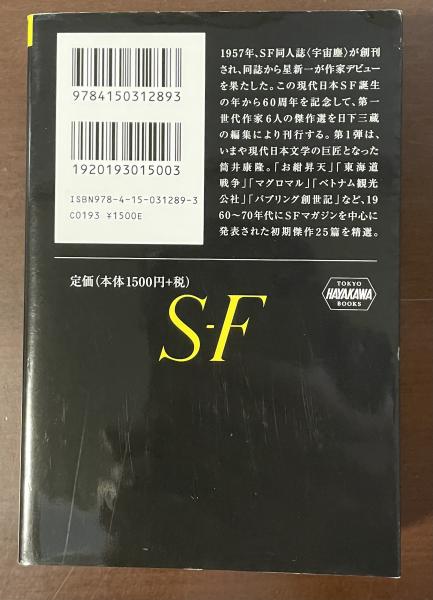 9784150312893
1920193015003
ISBN978-4-15-031289-3
C0193 ¥1500E
1957年、SF同人誌〈宇宙塵〉が創刊
され、同誌から星新一が作家デビュー
を果たした。この現代日本SF誕生
の年から60周年を記念して、第一
世代作家6人の傑作選を日下三蔵
の編集により刊行する。第1弾は、
いまや現代日本文学の巨匠となった
筒井康隆。「お紺昇天」「東海道
戦争」「マグロマル」「ベトナム観光
公社」「バブリング創世記」など、19
60~70年代にSFマガジンを中心に
発表された初期傑作25篇を精選。
定価(本体1500円+税)
TOKYO
HAYAKAWA
BOOKS
S-F